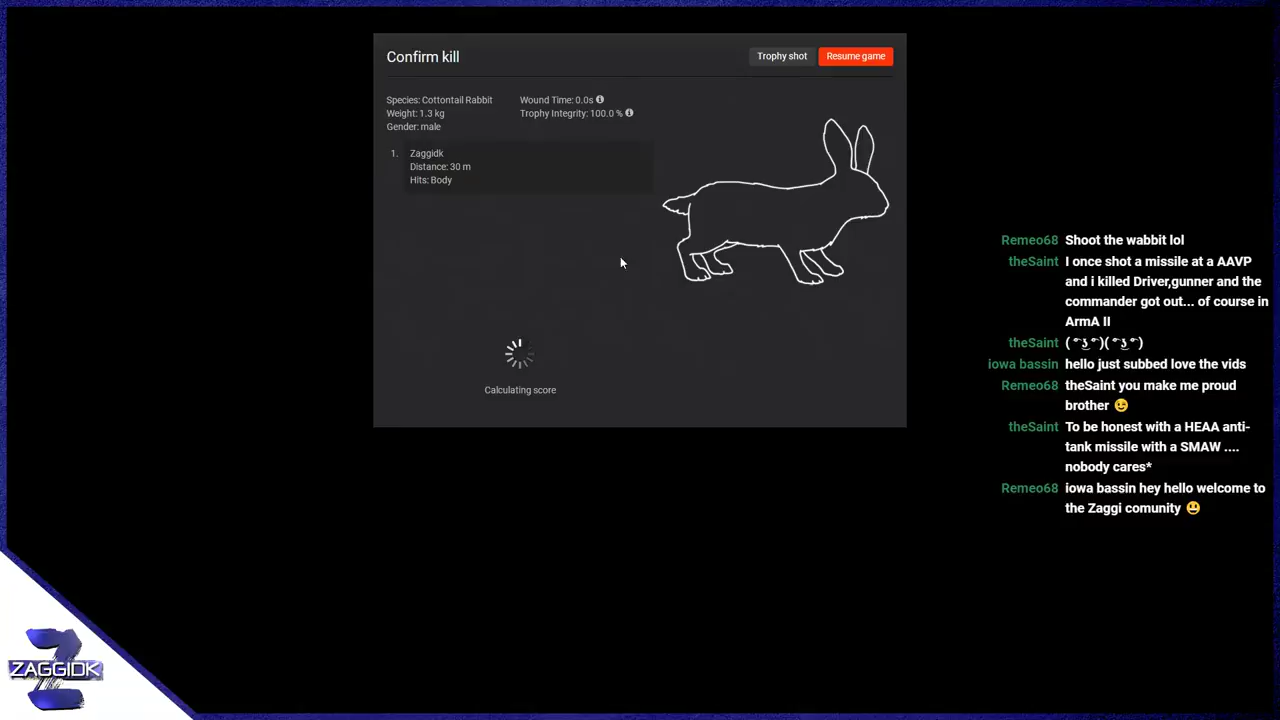 Confirm kill
Trophy shot
Resume game
Species: Cottontail Rabbit
Weight: 1.3 kg
Gender: male
Wound Time: 0.0s
Trophy Integrity: 100.0 %
1.
Zaggidk
Distance: 30 m
Hits: Body
Calculating score
Remeo68 Shoot the wabbit lol
theSaint I once shot a missile at a AAVP
and i killed Driver,gunner and the
commander got out... of course in
ArmA II
theSaint ( ͡° ͜ʖ ͡°)( ͡° ͜ʖ ͡°)
iowa bassin hello just subbed love the vids
Remeo68 theSaint you make me proud
brother 😉
theSaint To be honest with a HEAA anti-
tank missile with a SMAW ....
nobody cares*
Remeo68 iowa bassin hey hello welcome to
the Zaggi comunity 😃
ZAGGIDK